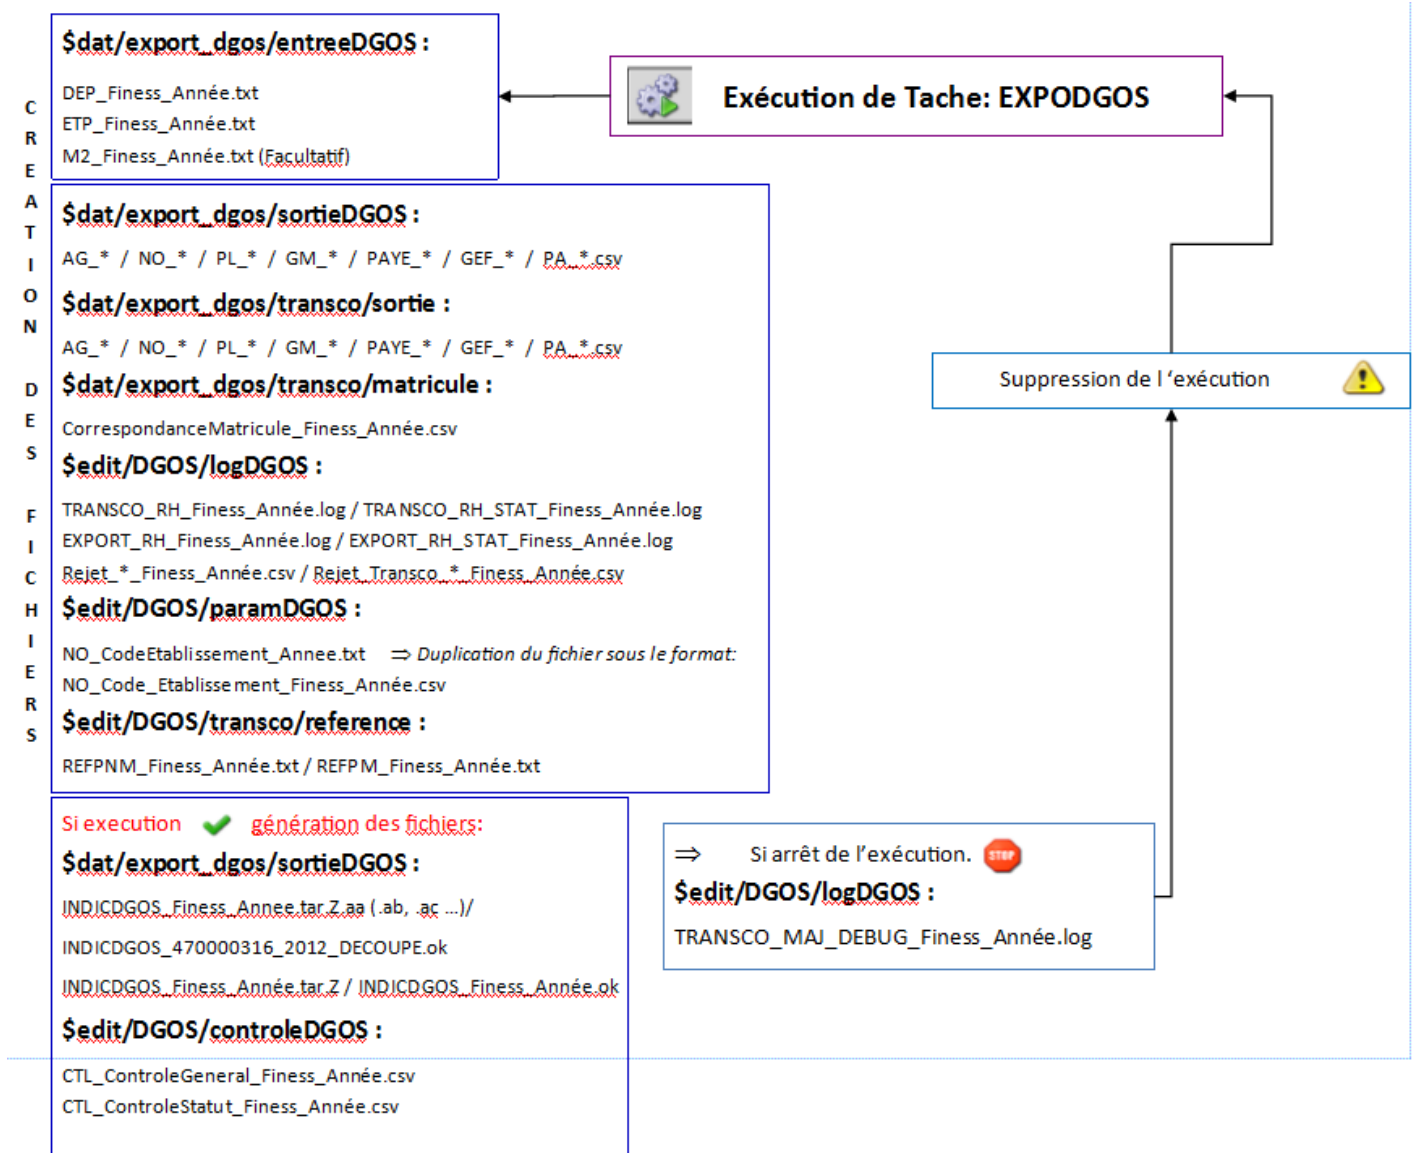 CREATION DES FICHIERS
$dat/export_dgos/entreeDGOS :
DEP_Finess_Année.txt
ETP_Finess_Année.txt
M2_Finess_Année.txt (Facultatif)
Exécution de Tache: EXPODGOS
$dat/export_dgos/sortieDGOS :
AG_* / NO_* / PL_* / GM_* / PAYE_* / GEF_* / PA_*.csv
$dat/export_dgos/transco/sortie :
AG_* / NO_* / PL_* / GM_* / PAYE_* / GEF_* / PA_*.csv
$dat/export_dgos/transco/matricule :
CorrespondanceMatricule_Finess_Année.csv
$edit/DGOS/logDGOS :
TRANSCO_RH_Finess_Année.log / TRANSCO_RH_STAT_Finess_Année.log
EXPORT_RH_Finess_Année.log / EXPORT_RH_STAT_Finess_Année.log
Rejet_*_Finess_Année.csv / Rejet_Transco_*_Finess_Année.csv
$edit/DGOS/paramDGOS :
NO_CodeEtablissement_Annee.txt ⇒ Duplication du fichier sous le format:
NO_Code_Etablissement_Finess_Année.csv
$edit/DGOS/transco/reference :
REFPNM_Finess_Année.txt / REFPM_Finess_Année.txt
Suppression de l 'exécution
Si execution génération des fichiers:
$dat/export_dgos/sortieDGOS :
INDICDGOS_Finess_Annee.tar.Z.aa (.ab, .ac ...)/
INDICDGOS_470000316_2012_DECOUPE.ok
INDICDGOS_Finess_Année.tar.Z / INDICDGOS_Finess_Année.ok
$edit/DGOS/controleDGOS :
CTL_ControleGeneral_Finess_Année.csv
CTL_ControleStatut_Finess_Année.csv
⇒ Si arrêt de l'exécution. STOP
$edit/DGOS/logDGOS :
TRANSCO_MAJ_DEBUG_Finess_Année.log